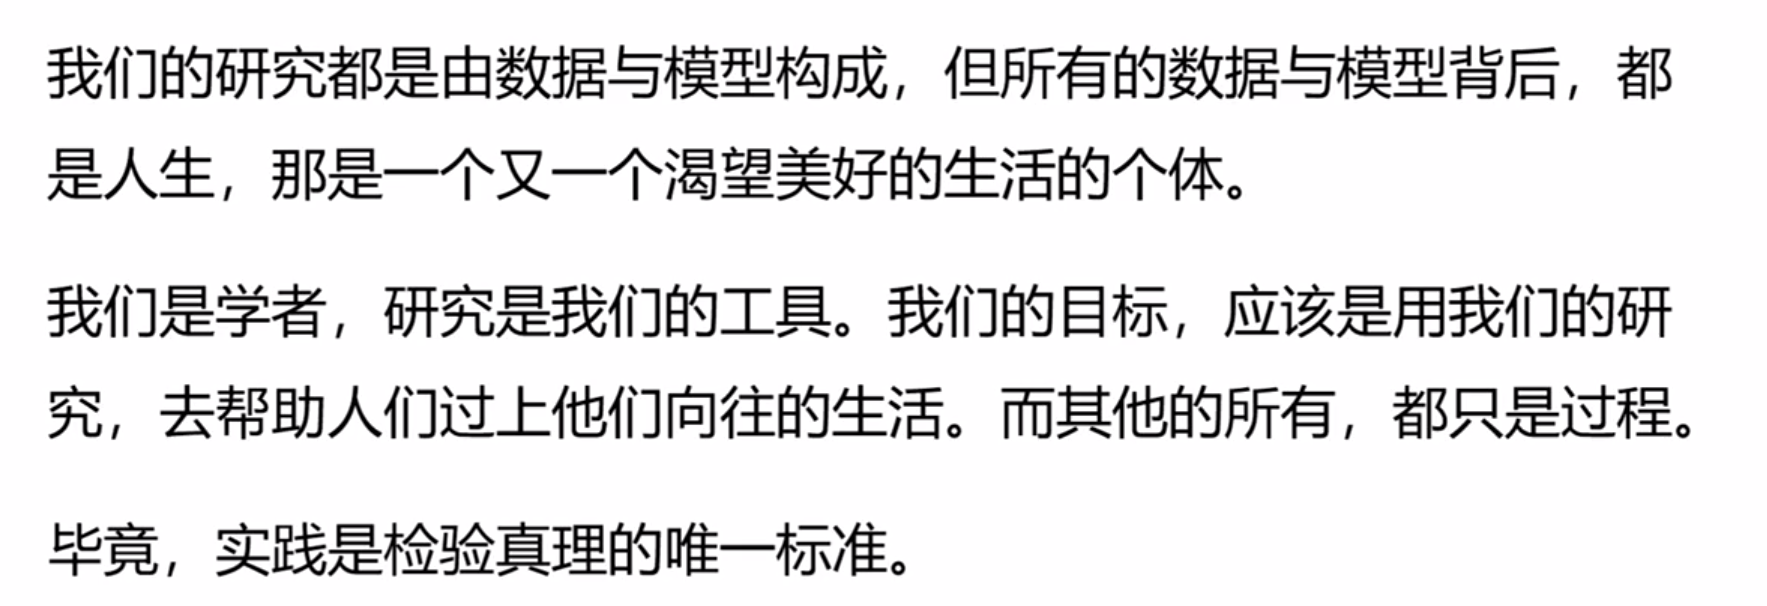 我们的研究都是由数据与模型构成，但所有的数据与模型背后，都
是人生，那是一个又一个渴望美好的生活的个体。
我们是学者，研究是我们的工具。我们的目标，应该是用我们的研
究，去帮助人们过上他们向往的生活。而其他的所有，都只是过程。
毕竟，实践是检验真理的唯一标准。